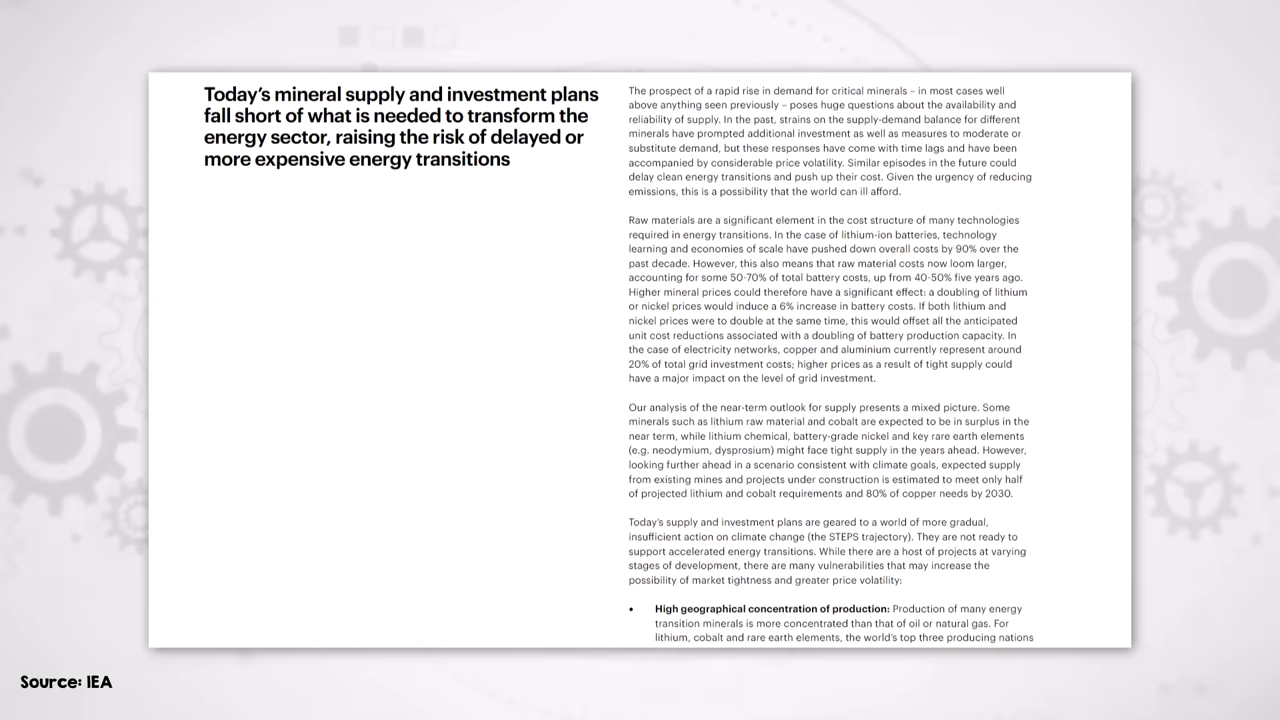 Today's mineral supply and investment plans
fall short of what is needed to transform the
energy sector, raising the risk of delayed or
more expensive energy transitions
The prospect of a rapid rise in demand for critical minerals – in most cases well
above anything seen previously – poses huge questions about the availability and
reliability of supply. In the past, strains on the supply-demand balance for different
minerals have prompted additional investment as well as measures to moderate or
substitute demand, but these responses have come with time lags and have been
accompanied by considerable price volatility. Similar episodes in the future could
delay clean energy transitions and push up their cost. Given the urgency of reducing
emissions, this is a possibility that the world can ill afford.
Raw materials are a significant element in the cost structure of many technologies
required in energy transitions. In the case of lithium-ion batteries, technology
learning and economies of scale have pushed down overall costs by 90% over the
past decade. However, this also means that raw material costs now loom larger,
accounting for some 50-70% of total battery costs, up from 40-50% five years ago.
Higher mineral prices could therefore have a significant effect: a doubling of lithium
or nickel prices would induce a 6% increase in battery costs. If both lithium and
nickel prices were to double at the same time, this would offset all the anticipated
unit cost reductions associated with a doubling of battery production capacity. In
the case of electricity networks, copper and aluminium currently represent around
20% of total grid investment costs; higher prices as a result of tight supply could
have a major impact on the level of grid investment.
Our analysis of the near-term outlook for supply presents a mixed picture. Some
minerals such as lithium raw material and cobalt are expected to be in surplus in the
near term, while lithium chemical, battery-grade nickel and key rare earth elements
(e.g. neodymium, dysprosium) might face tight supply in the years ahead. However,
looking further ahead in a scenario consistent with climate goals, expected supply
from existing mines and projects under construction is estimated to meet only half
of projected lithium and cobalt requirements and 80% of copper needs by 2030.
Today's supply and investment plans are geared to a world of more gradual,
insufficient action on climate change (the STEPS trajectory). They are not ready to
support accelerated energy transitions. While there are a host of projects at varying
stages of development, there are many vulnerabilities that may increase the
possibility of market tightness and greater price volatility:
• High geographical concentration of production: Production of many energy
transition minerals is more concentrated than that of oil or natural gas. For
lithium, cobalt and rare earth elements, the world's top three producing nations
Source: IEA